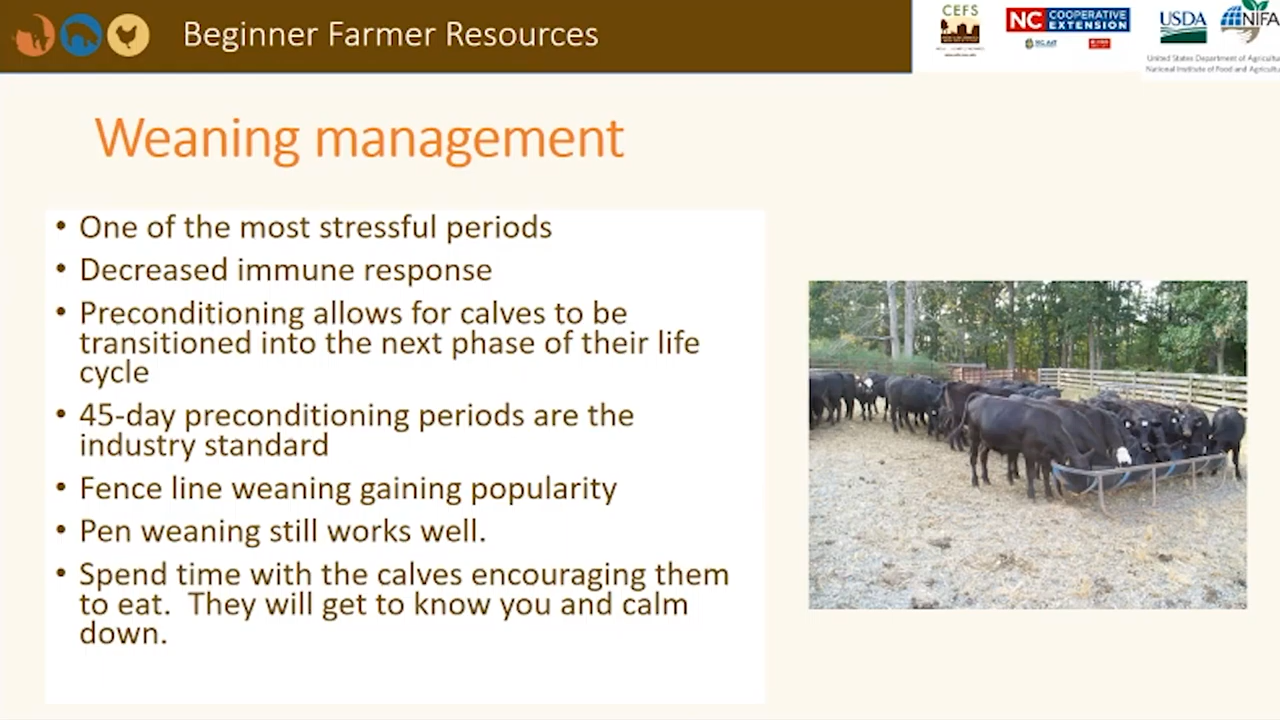 Beginner Farmer Resources
CEFS
NC COOPERATIVE
EXTENSION
USDA
NIFA
United States Department of Agricultu
National Institute of Food and Agricultu
Weaning management
• One of the most stressful periods
• Decreased immune response
• Preconditioning allows for calves to be
transitioned into the next phase of their life
cycle
• 45-day preconditioning periods are the
industry standard
• Fence line weaning gaining popularity
• Pen weaning still works well.
• Spend time with the calves encouraging them
to eat.  They will get to know you and calm
down.